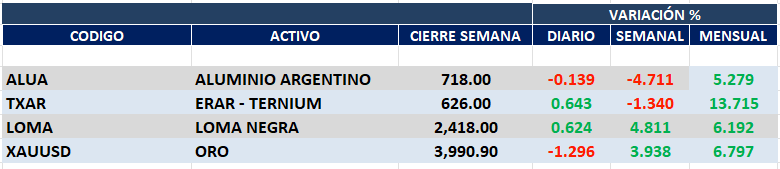 VARIACIÓN %
CODIGO ACTIVO CIERRE SEMANA DIARIO SEMANAL MENSUAL
ALUA ALUMINIO ARGENTINO 718.00 -0.139 -4.711 5.279
TXAR ERAR - TERNIUM 626.00 0.643 -1.340 13.715
LOMA LOMA NEGRA 2,418.00 0.624 4.811 6.192
XAUUSD ORO 3,990.90 -1.296 3.938 6.797